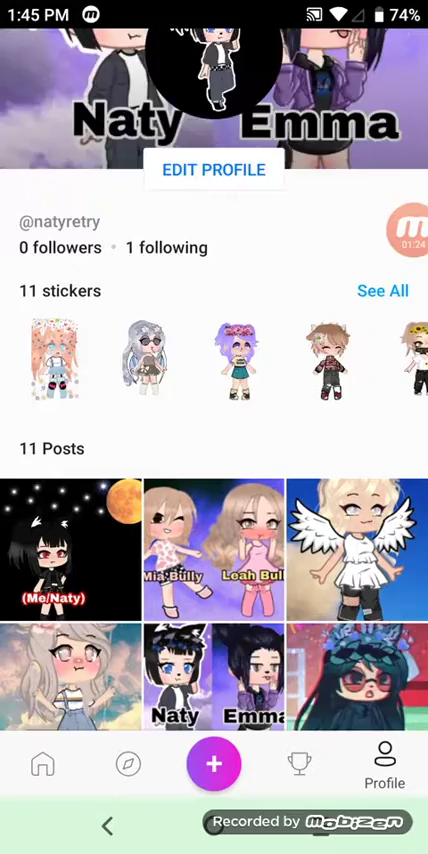 1:45 PM
74%
Naty
Emma
EDIT PROFILE
@natyretry
0 followers • 1 following
01:24
11 stickers
See All
11 Posts
(Me/Naty)
Mia Bully
Leah Bull
Naty
Emma
Profile
Recorded by mobizen